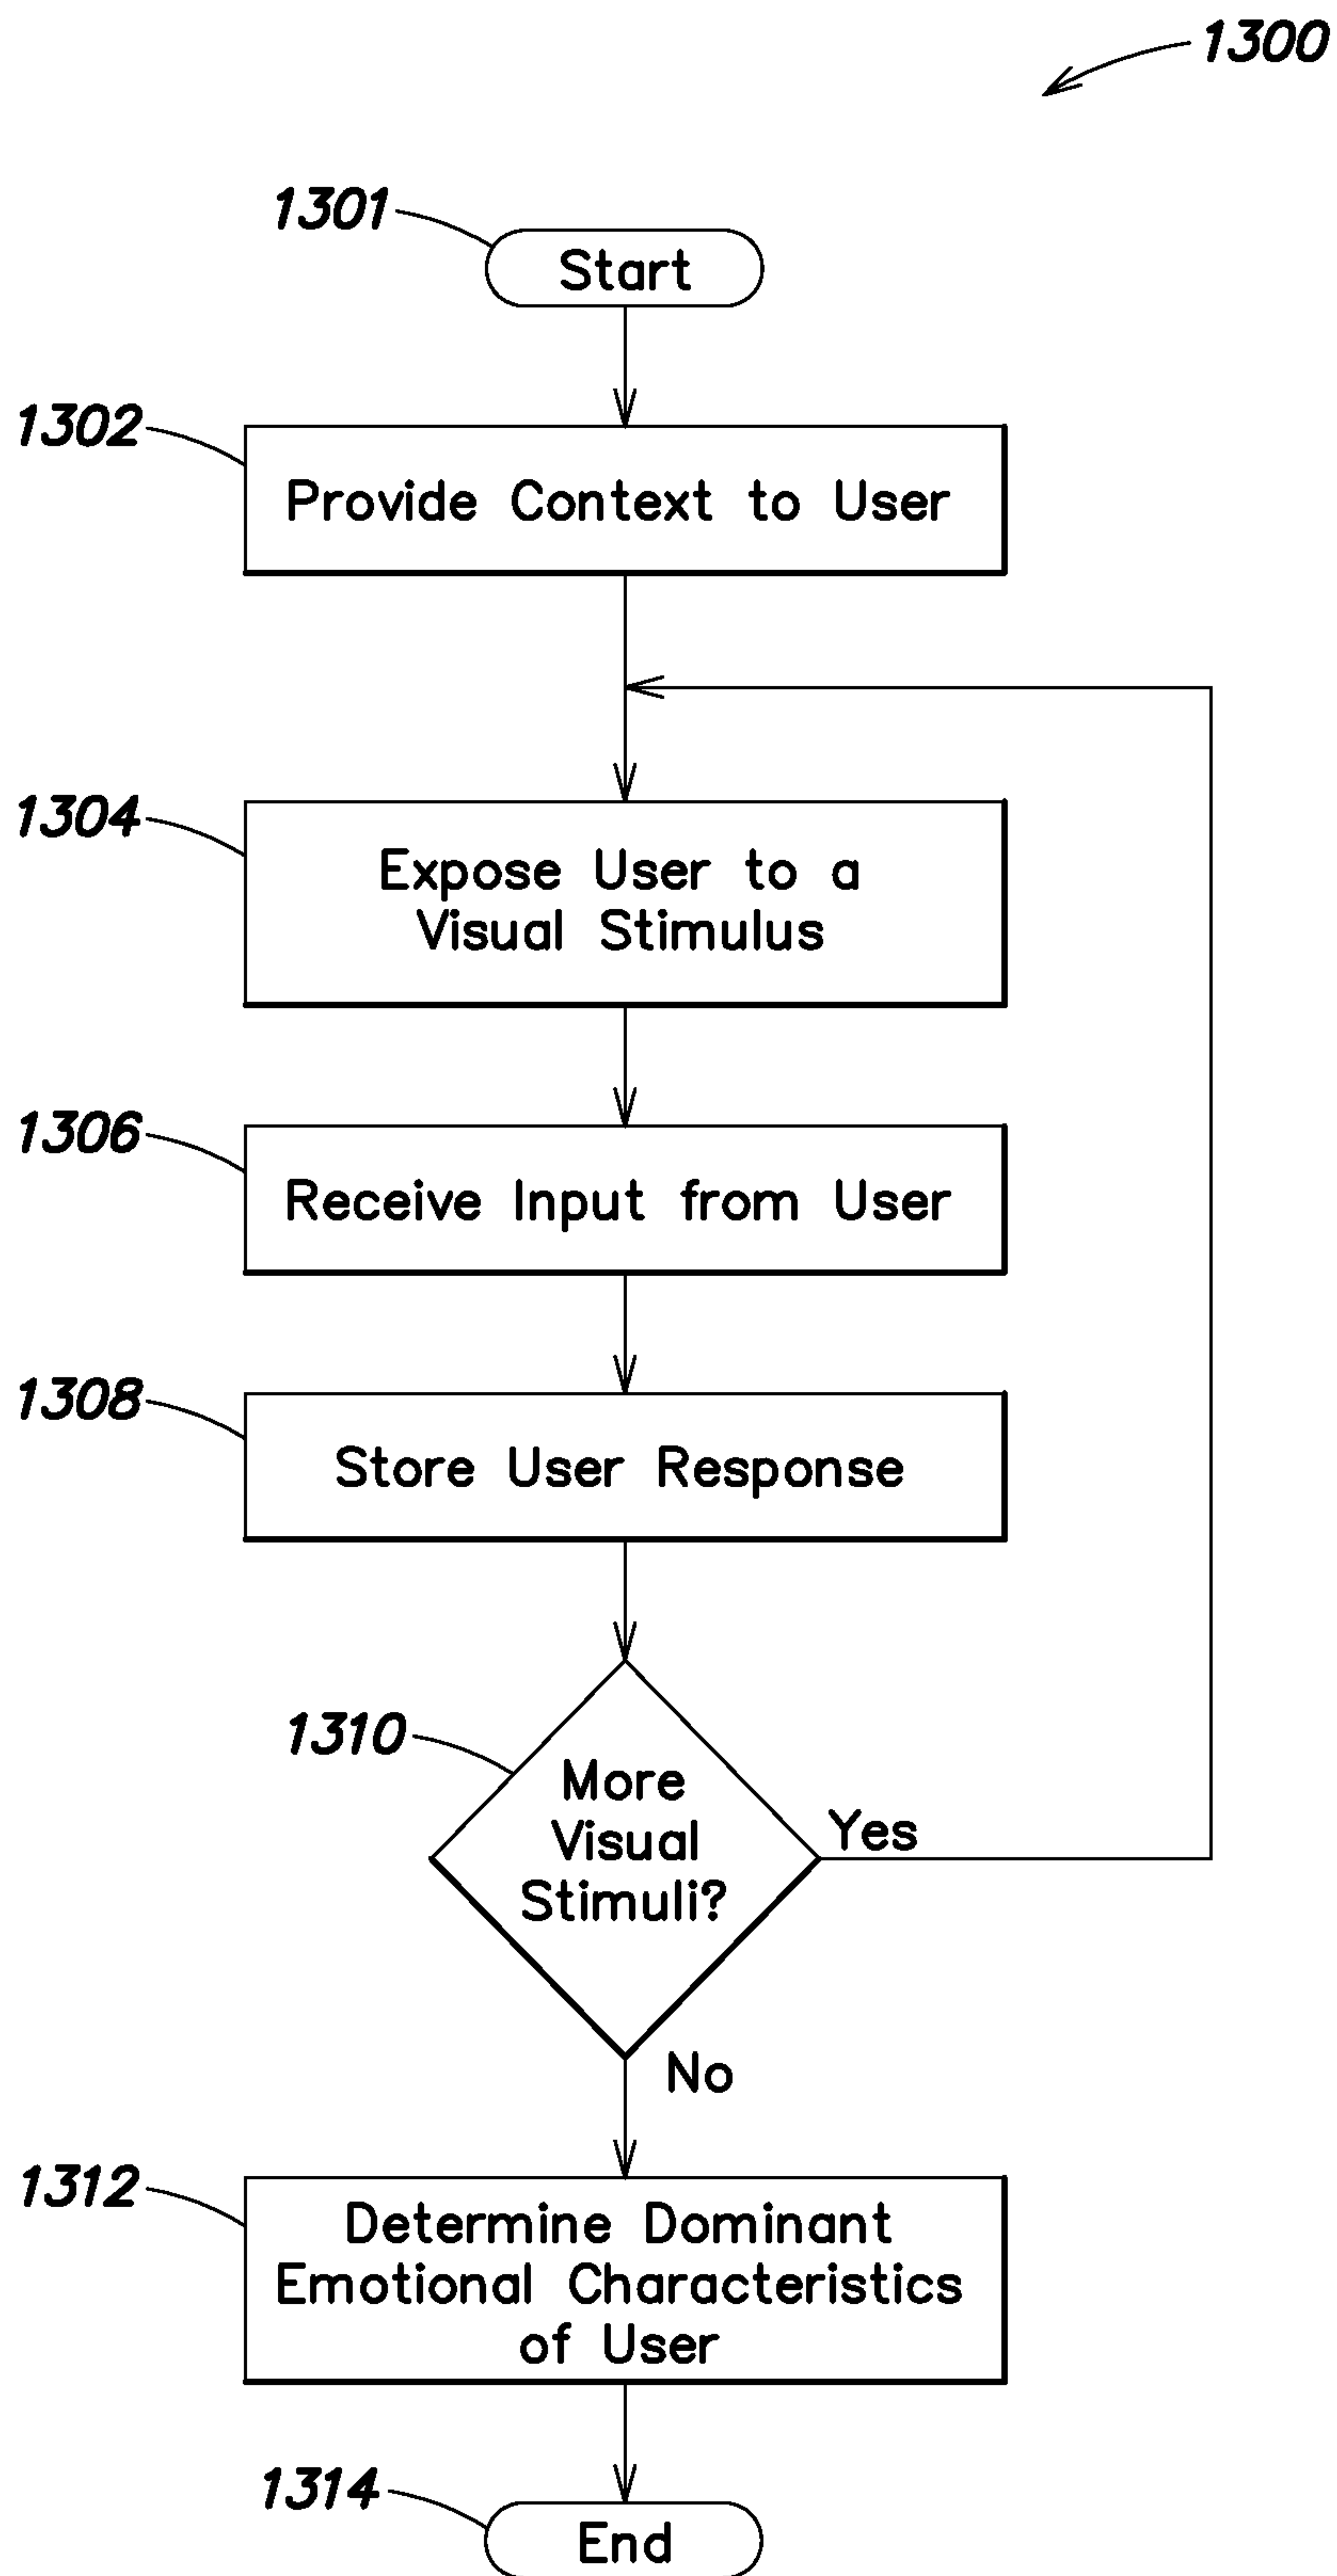 1300
1301
Start
1302
Provide Context to User
1304
Expose User to a
Visual Stimulus
1306
Receive Input from User
1308
Store User Response
1310
More
Visual
Stimuli?
Yes
No
1312
Determine Dominant
Emotional Characteristics
of User
1314
End